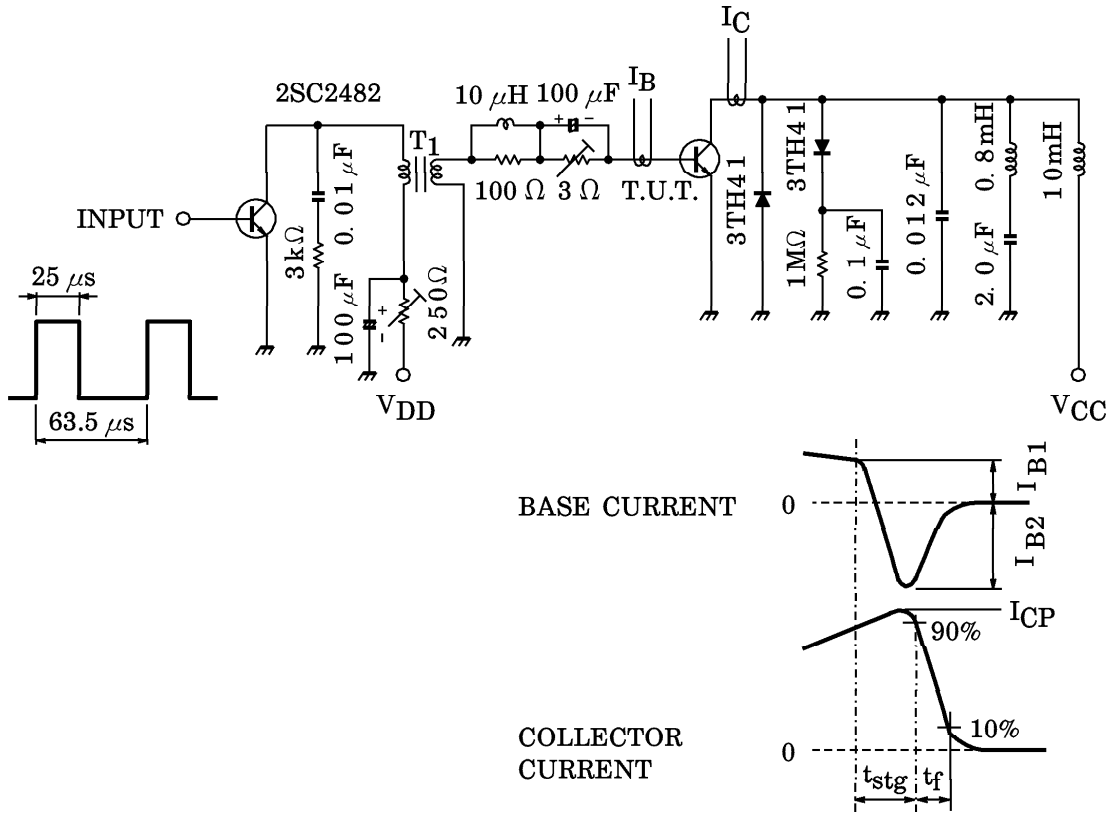 I_C
2SC2482
10 μH
100 μF
+ −
I_B
T1
100 Ω
3 Ω
T.U.T.
INPUT
3kΩ
0.01 μF
100 μF
+
−
250Ω
V_DD
3TH41
3TH41
1MΩ
0.1 μF
0.012 μF
0.8mH
2.0 μF
10mH
V_CC
25 μs
63.5 μs
BASE CURRENT
0
I_B1
I_B2
I_CP
90%
10%
COLLECTOR
CURRENT
0
t_stg
t_f